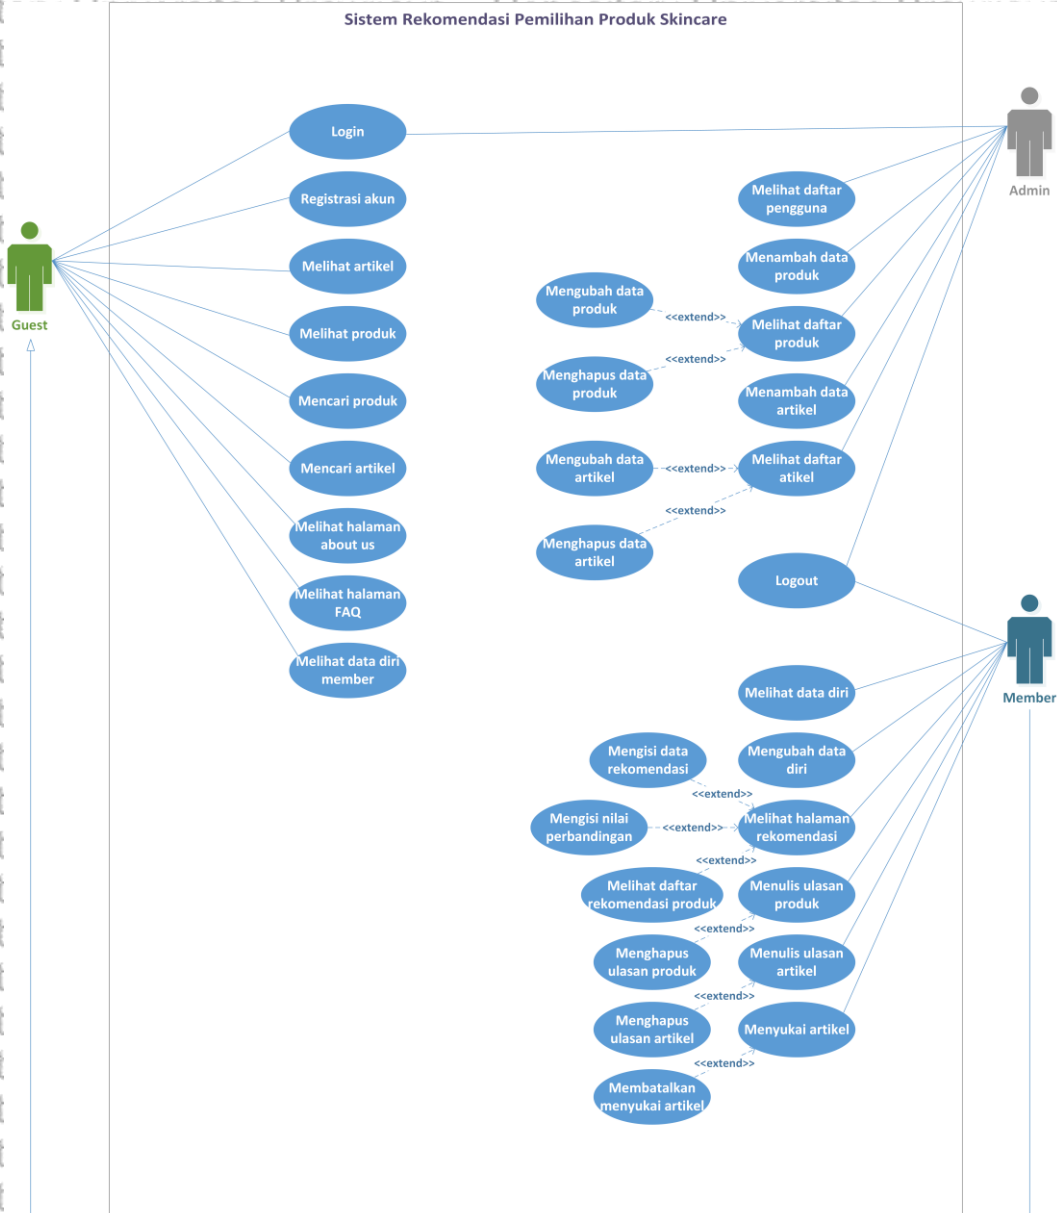 Sistem Rekomendasi Pemilihan Produk Skincare
Login
Registrasi akun
Melihat artikel
Melihat produk
Mencari produk
Mencari artikel
Melihat halaman
about us
Melihat halaman
FAQ
Melihat data diri
member
Guest
Admin
Melihat daftar
pengguna
Menambah data
produk
Mengubah data
produk
<<extend>>
Melihat daftar
produk
<<extend>>
Menghapus data
produk
Menambah data
artikel
Mengubah data
artikel
<<extend>>
Melihat daftar
atikel
<<extend>>
Menghapus data
artikel
Logout
Member
Melihat data diri
Mengisi data
rekomendasi
Mengubah data
diri
<<extend>>
Mengisi nilai
perbandingan
<<extend>>
Melihat halaman
rekomendasi
<<extend>>
Melihat daftar
rekomendasi produk
Menulis ulasan
produk
<<extend>>
Menghapus
ulasan produk
Menulis ulasan
artikel
<<extend>>
Menghapus
ulasan artikel
Menyukai artikel
<<extend>>
Membatalkan
menyukai artikel